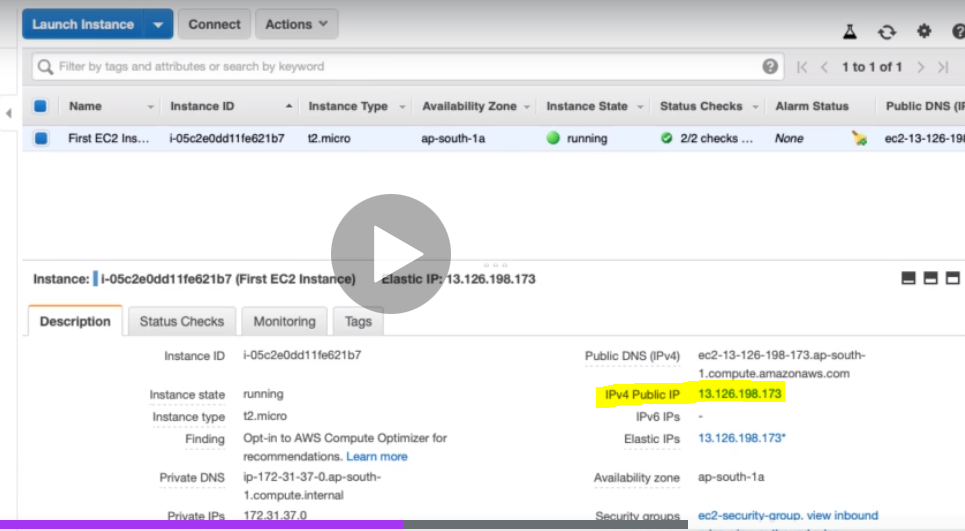 Launch Instance Connect Actions
Filter by tags and attributes or search by keyword 1 to 1 of 1
Name Instance ID Instance Type Availability Zone Instance State Status Checks Alarm Status Public DNS (I
First EC2 Ins... i-05c2e0dd11fe621b7 t2.micro ap-south-1a running 2/2 checks ... None ec2-13-126-198
Instance: i-05c2e0dd11fe621b7 (First EC2 Instance) Elastic IP: 13.126.198.173
Description Status Checks Monitoring Tags
Instance ID i-05c2e0dd11fe621b7 Public DNS (IPv4) ec2-13-126-198-173.ap-south-
1.compute.amazonaws.com
Instance state running IPv4 Public IP 13.126.198.173
Instance type t2.micro IPv6 IPs -
Finding Opt-in to AWS Compute Optimizer for Elastic IPs 13.126.198.173*
recommendations. Learn more
Private DNS ip-172-31-37-0.ap-south- Availability zone ap-south-1a
1.compute.internal
Private IPs 172.31.37.0 Security groups ec2-security-group. view inbound